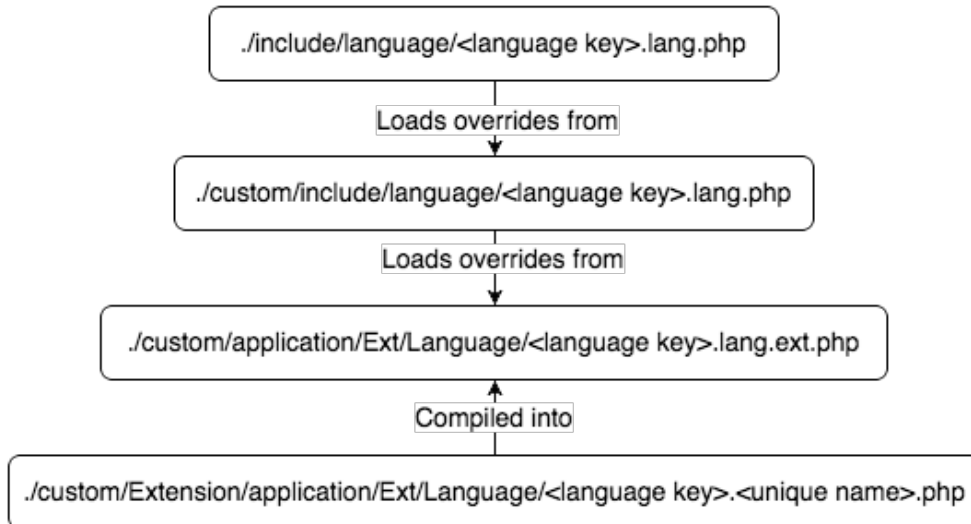 ./include/language/<language key>.lang.php
Loads overrides from
./custom/include/language/<language key>.lang.php
Loads overrides from
./custom/application/Ext/Language/<language key>.lang.ext.php
Compiled into
./custom/Extension/application/Ext/Language/<language key>.<unique name>.php